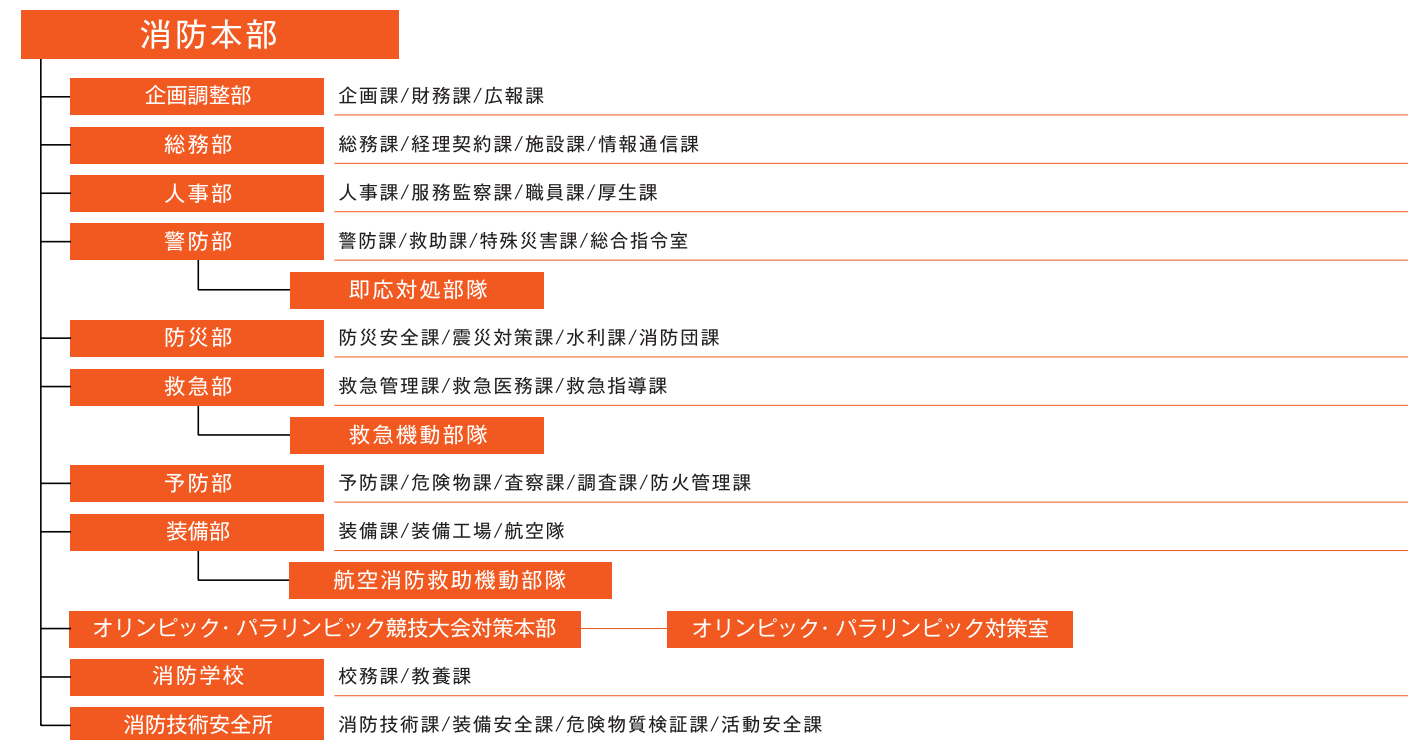 消防本部
企画調整部 企画課/財務課/広報課
総務部 総務課/経理契約課/施設課/情報通信課
人事部 人事課/服務監察課/職員課/厚生課
警防部 警防課/救助課/特殊災害課/総合指令室
即応対処部隊
防災部 防災安全課/震災対策課/水利課/消防団課
救急部 救急管理課/救急医務課/救急指導課
救急機動部隊
予防部 予防課/危険物課/査察課/調査課/防火管理課
装備部 装備課/装備工場/航空隊
航空消防救助機動部隊
オリンピック・パラリンピック競技大会対策本部 オリンピック・パラリンピック対策室
消防学校 校務課/教養課
消防技術安全所 消防技術課/装備安全課/危険物質検証課/活動安全課